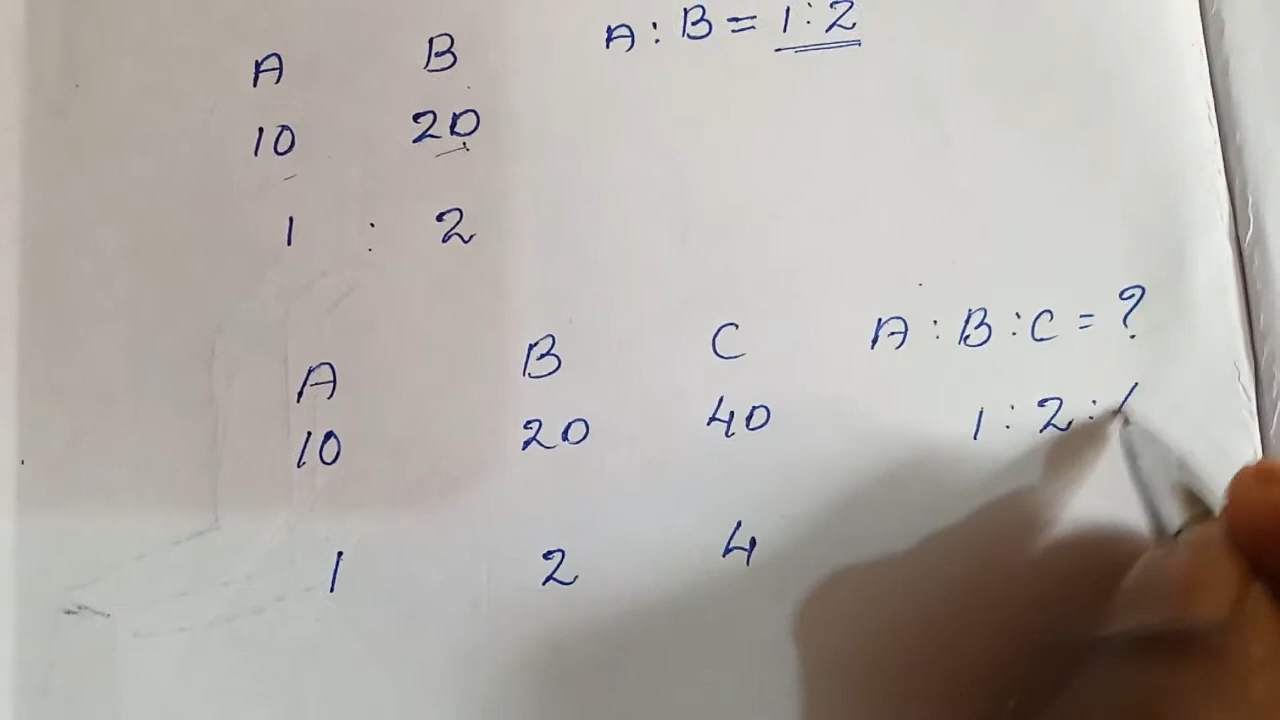 A : B = 1 : 2
A B
10 20
1 : 2
A : B : C = ?
A B C
10 20 40
1 : 2 :
1 2 4